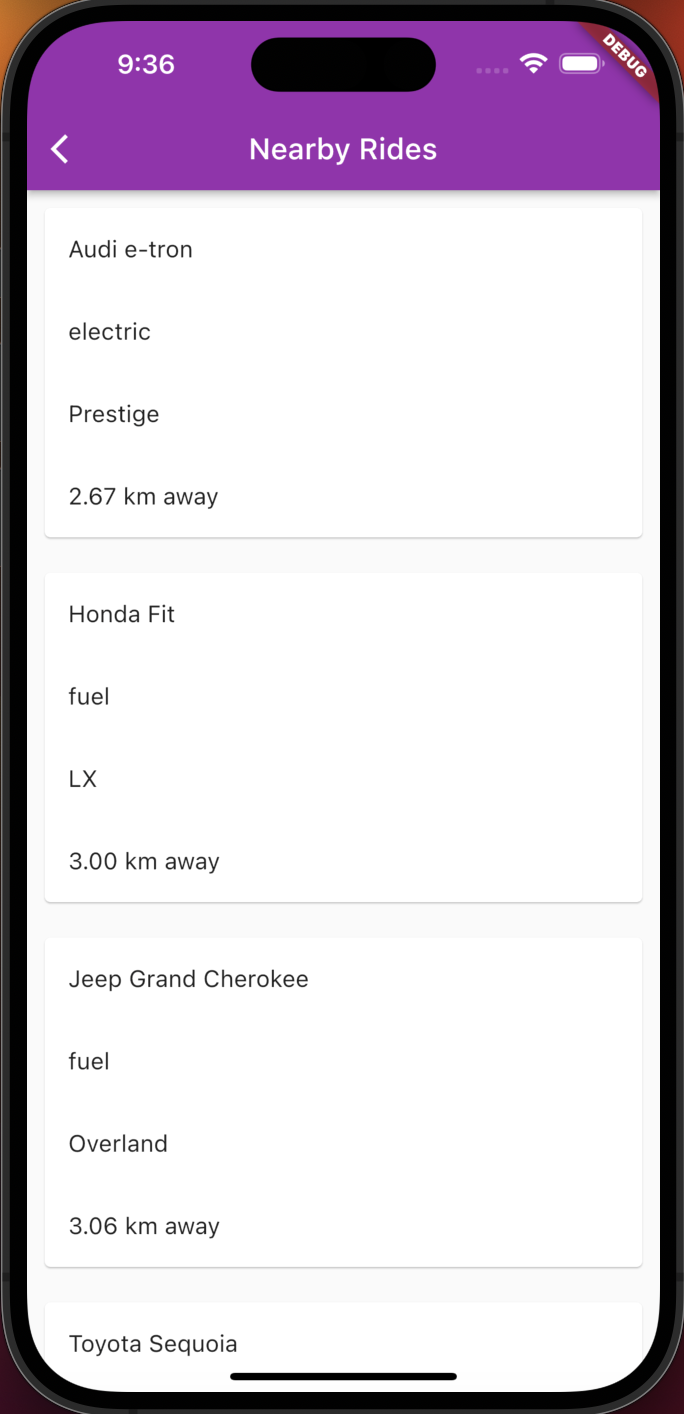 9:36
DEBUG
Nearby Rides
Audi e-tron
electric
Prestige
2.67 km away
Honda Fit
fuel
LX
3.00 km away
Jeep Grand Cherokee
fuel
Overland
3.06 km away
Toyota Sequoia